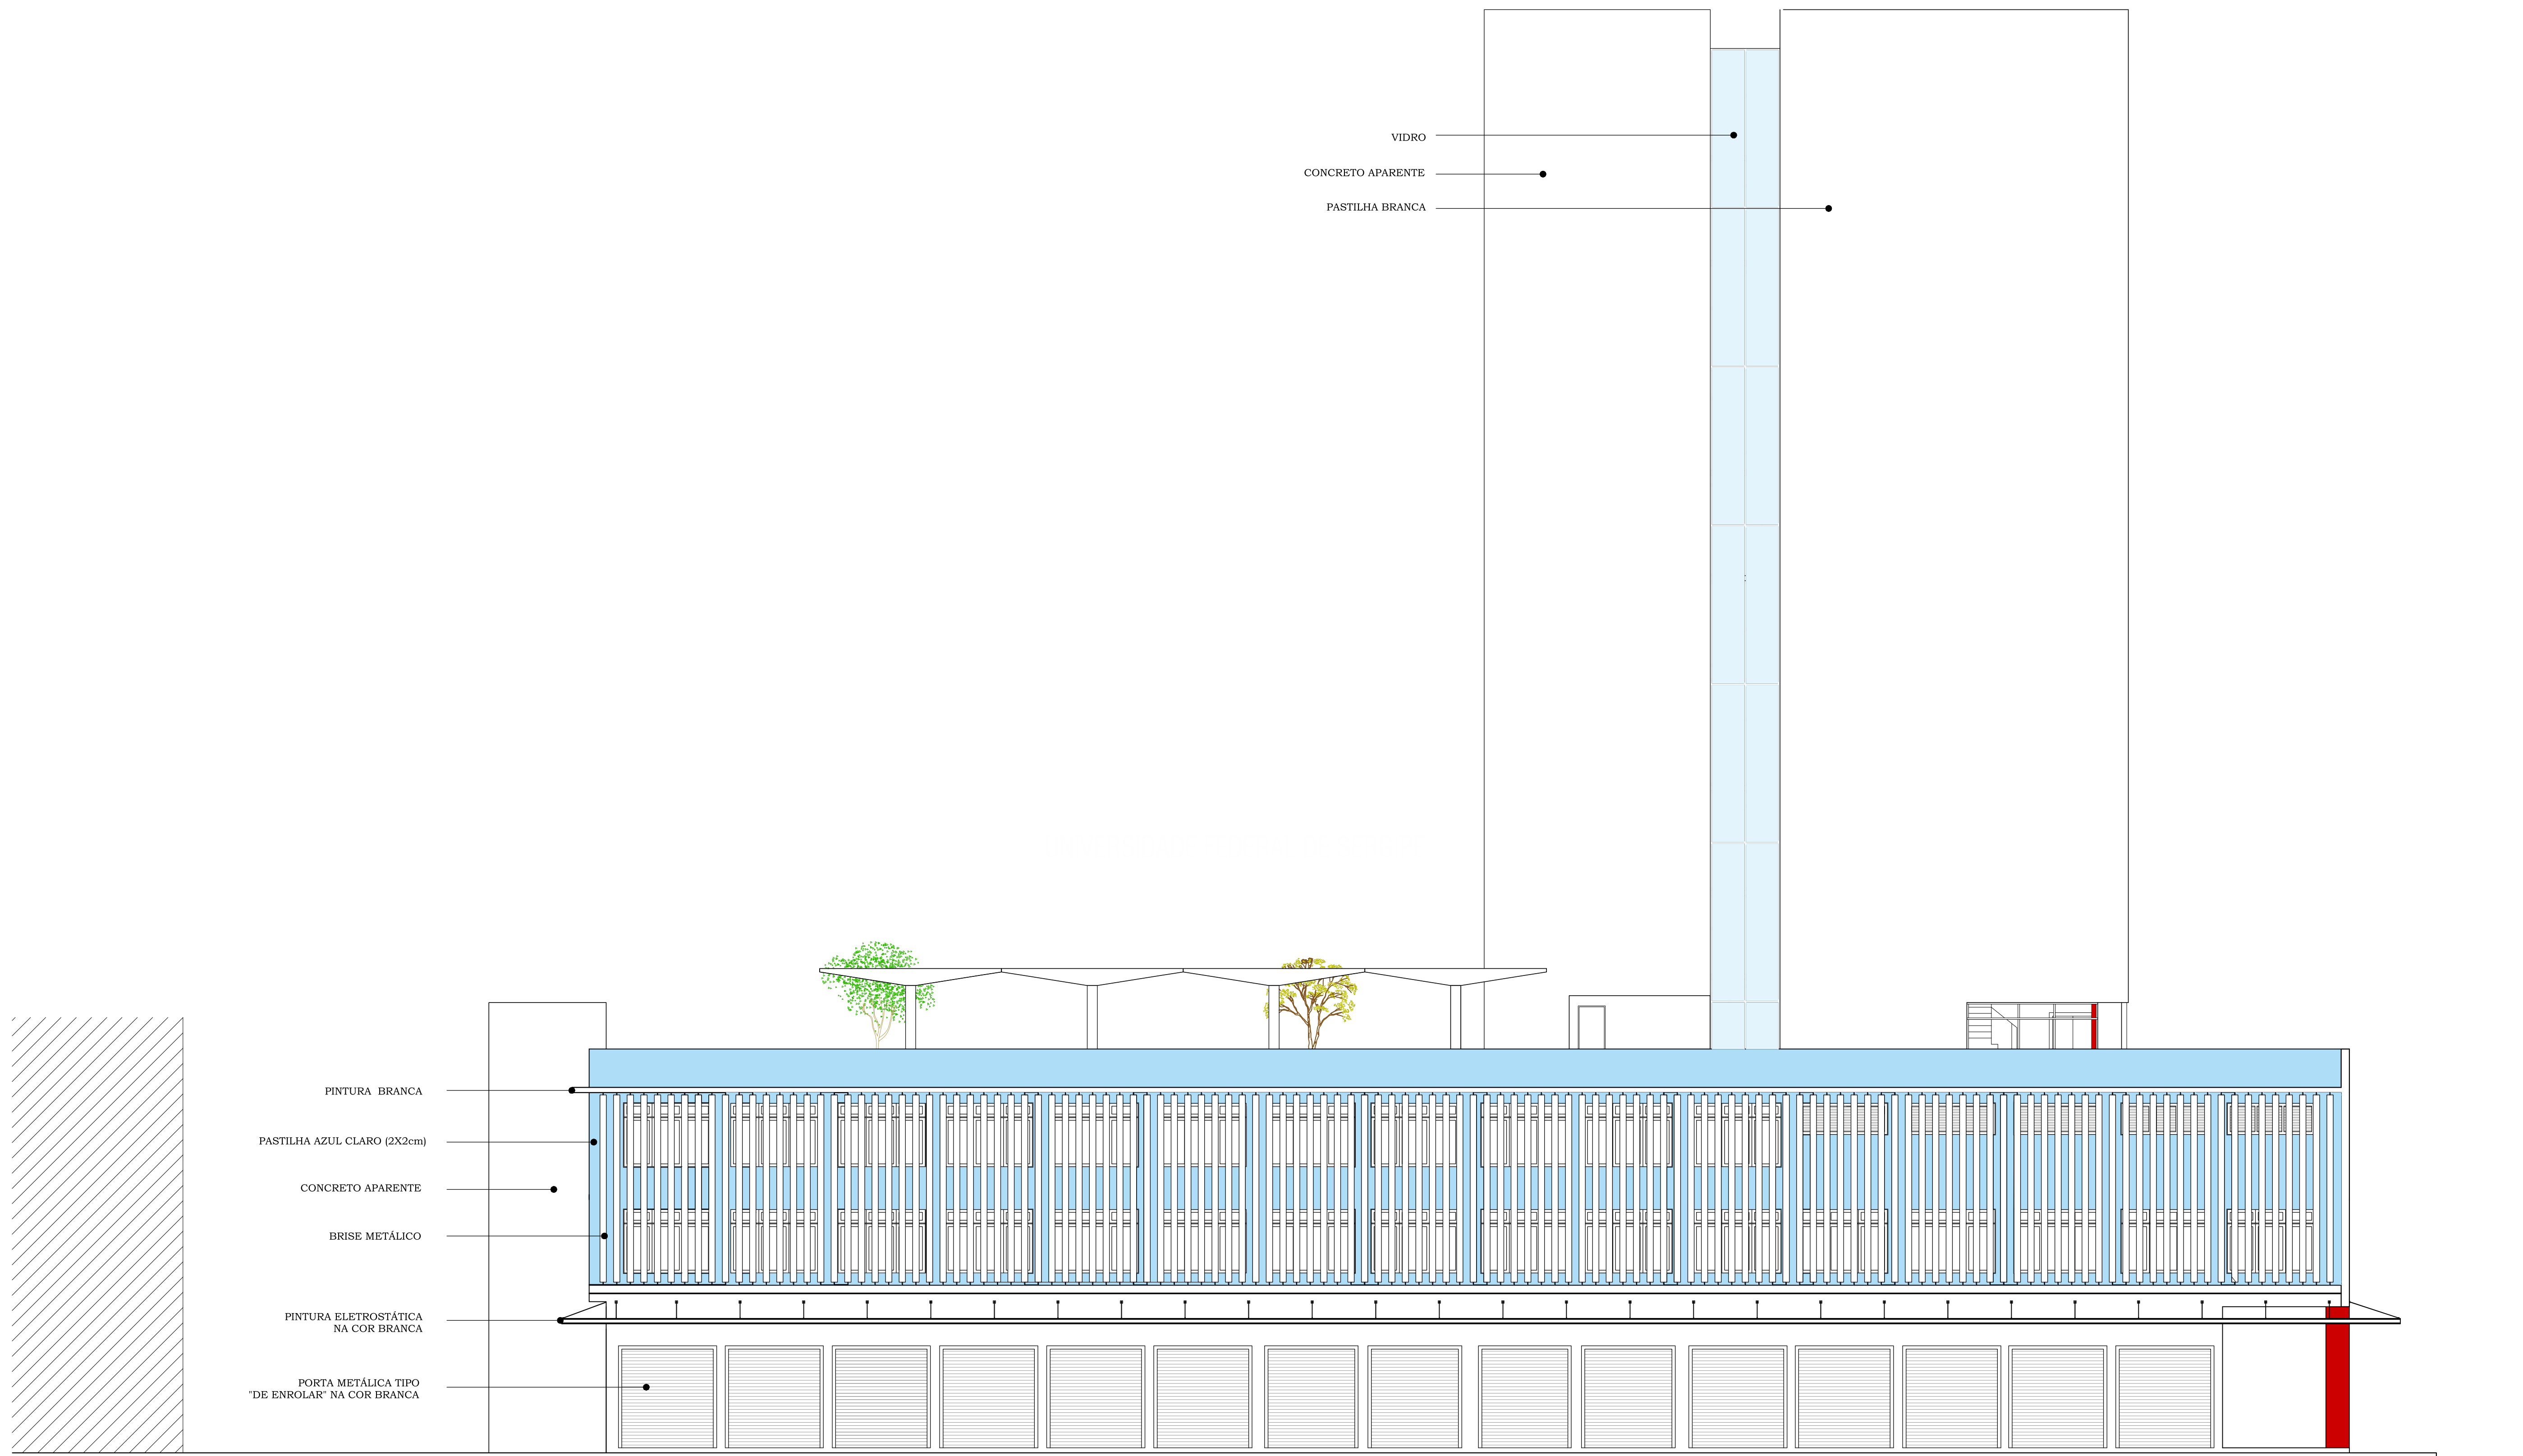 VIDRO
CONCRETO APARENTE
PASTILHA BRANCA
PINTURA BRANCA
PASTILHA AZUL CLARO (2X2cm)
CONCRETO APARENTE
BRISE METÁLICO
PINTURA ELETROSTÁTICA
NA COR BRANCA
PORTA METÁLICA TIPO
"DE ENROLAR" NA COR BRANCA